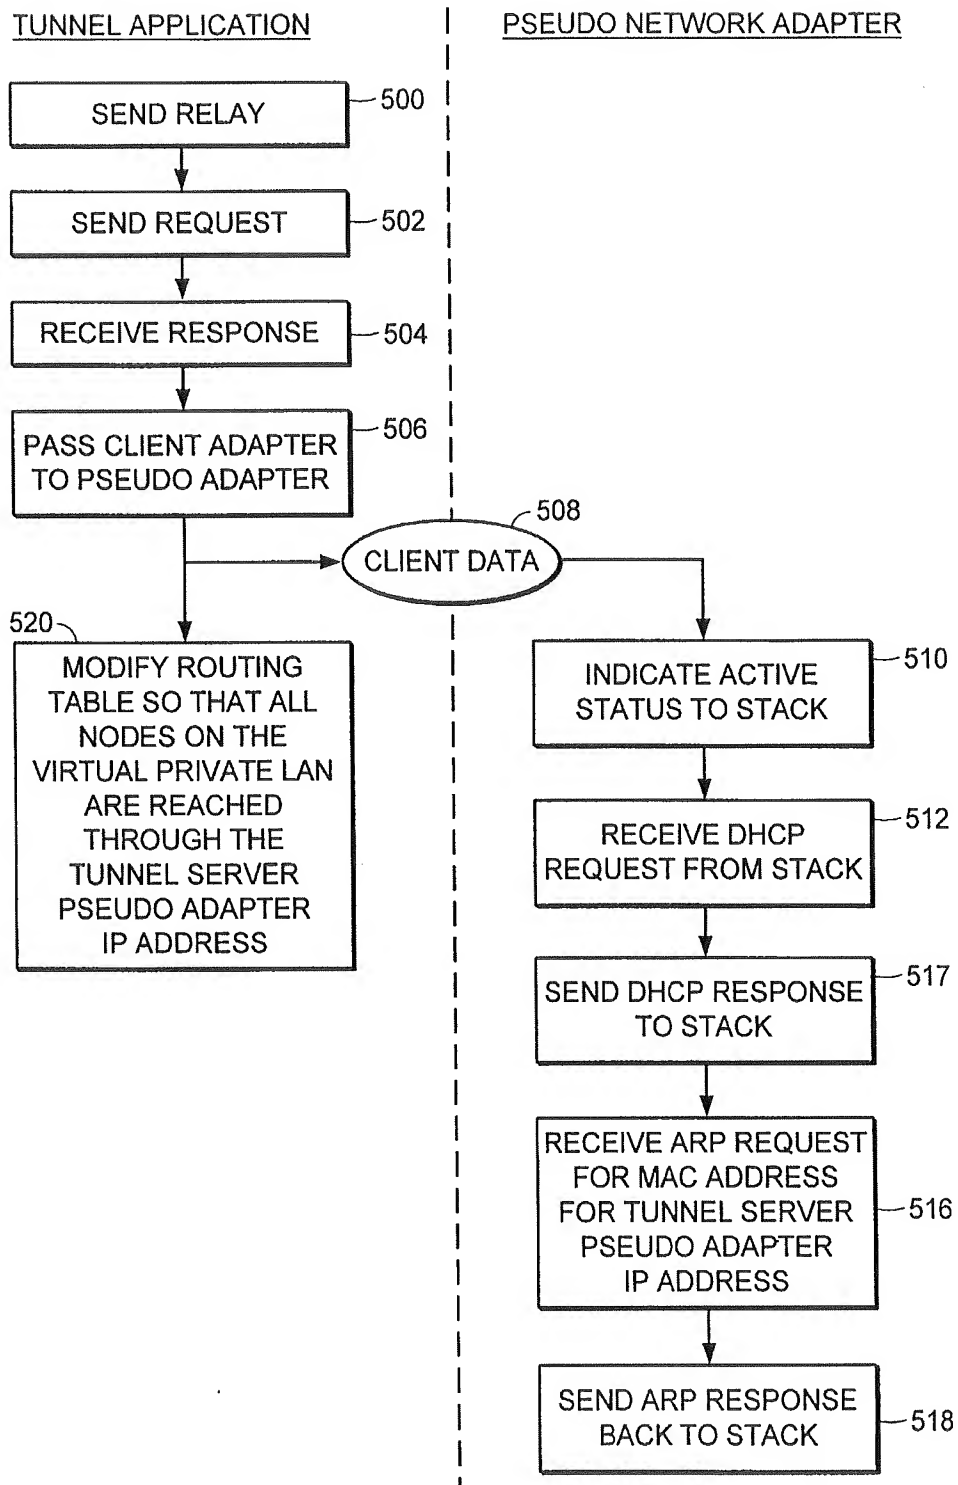 TUNNEL APPLICATION
PSEUDO NETWORK ADAPTER
SEND RELAY
500
SEND REQUEST
502
RECEIVE RESPONSE
504
PASS CLIENT ADAPTER
TO PSEUDO ADAPTER
506
CLIENT DATA
508
520
MODIFY ROUTING
TABLE SO THAT ALL
NODES ON THE
VIRTUAL PRIVATE LAN
ARE REACHED
THROUGH THE
TUNNEL SERVER
PSEUDO ADAPTER
IP ADDRESS
INDICATE ACTIVE
STATUS TO STACK
510
RECEIVE DHCP
REQUEST FROM STACK
512
SEND DHCP RESPONSE
TO STACK
517
RECEIVE ARP REQUEST
FOR MAC ADDRESS
FOR TUNNEL SERVER
PSEUDO ADAPTER
IP ADDRESS
516
SEND ARP RESPONSE
BACK TO STACK
518